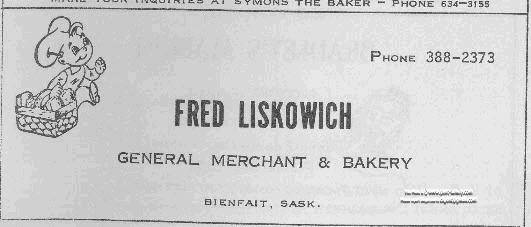 MAKE YOUR INQUIRIES AT SYMONS THE BAKER — PHONE 634-3155
PHONE 388-2373
FRED LISKOWICH
GENERAL MERCHANT & BAKERY
BIENFAIT, SASK.